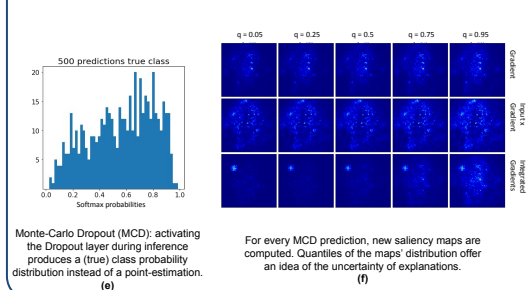 500 predictions true class
20
15
10
5
0.0 0.2 0.4 0.6 0.8 1.0
Softmax probabilities
Monte-Carlo Dropout (MCD): activating
the Dropout layer during inference
produces a (true) class probability
distribution instead of a point-estimation.
(e)
q = 0.05 q = 0.25 q = 0.5 q = 0.75 q = 0.95
Gradient
Input x
Gradient
Integrated
Gradients
For every MCD prediction, new saliency maps are
computed. Quantiles of the maps' distribution offer
an idea of the uncertainty of explanations.
(f)